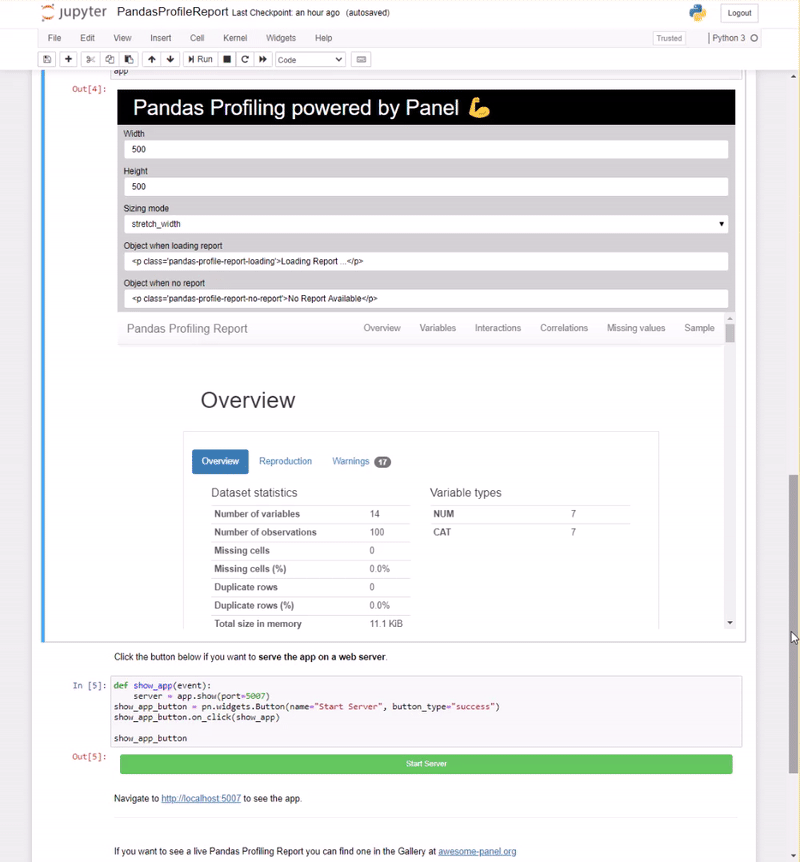 jupyter PandasProfileReport Last Checkpoint: an hour ago (autosaved) Logout
File Edit View Insert Cell Kernel Widgets Help Trusted Python 3
Run Code
app
Out[4]:
Pandas Profiling powered by Panel 💪
Width
500
Height
500
Sizing mode
stretch_width
Object when loading report
<p class='pandas-profile-report-loading'>Loading Report ...</p>
Object when no report
<p class='pandas-profile-report-no-report'>No Report Available</p>
Pandas Profiling Report Overview Variables Interactions Correlations Missing values Sample
Overview
Overview Reproduction Warnings 17
Dataset statistics Variable types
Number of variables 14 NUM 7
Number of observations 100 CAT 7
Missing cells 0
Missing cells (%) 0.0%
Duplicate rows 0
Duplicate rows (%) 0.0%
Total size in memory 11.1 KiB
Click the button below if you want to serve the app on a web server.
In [5]: def show_app(event):
server = app.show(port=5007)
show_app_button = pn.widgets.Button(name="Start Server", button_type="success")
show_app_button.on_click(show_app)
show_app_button
Out[5]:
Start Server
Navigate to http://localhost:5007 to see the app.
If you want to see a live Pandas Profiling Report you can find one in the Gallery at awesome-panel.org